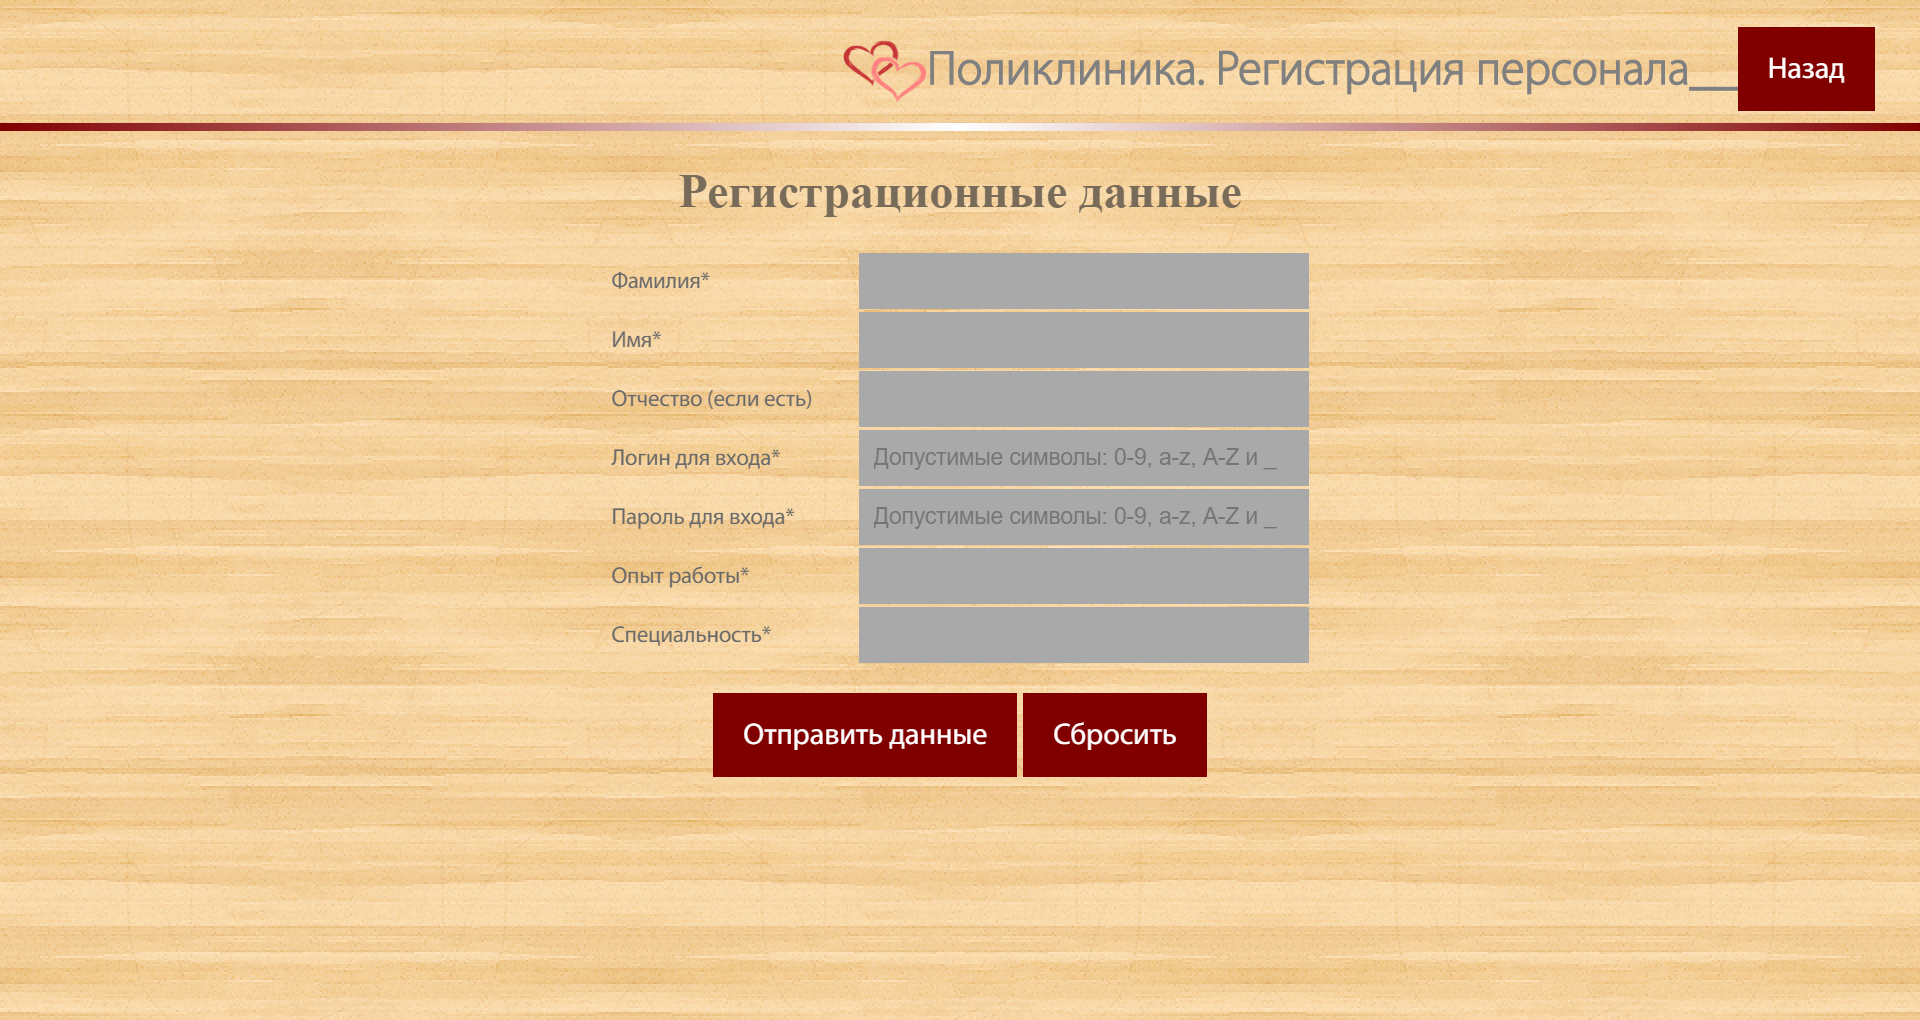 Поликлиника. Регистрация персонала__ Назад
Регистрационные данные
Фамилия*
Имя*
Отчество (если есть)
Логин для входа* Допустимые символы: 0-9, a-z, A-Z и _
Пароль для входа* Допустимые символы: 0-9, a-z, A-Z и _
Опыт работы*
Специальность*
Отправить данные Сбросить